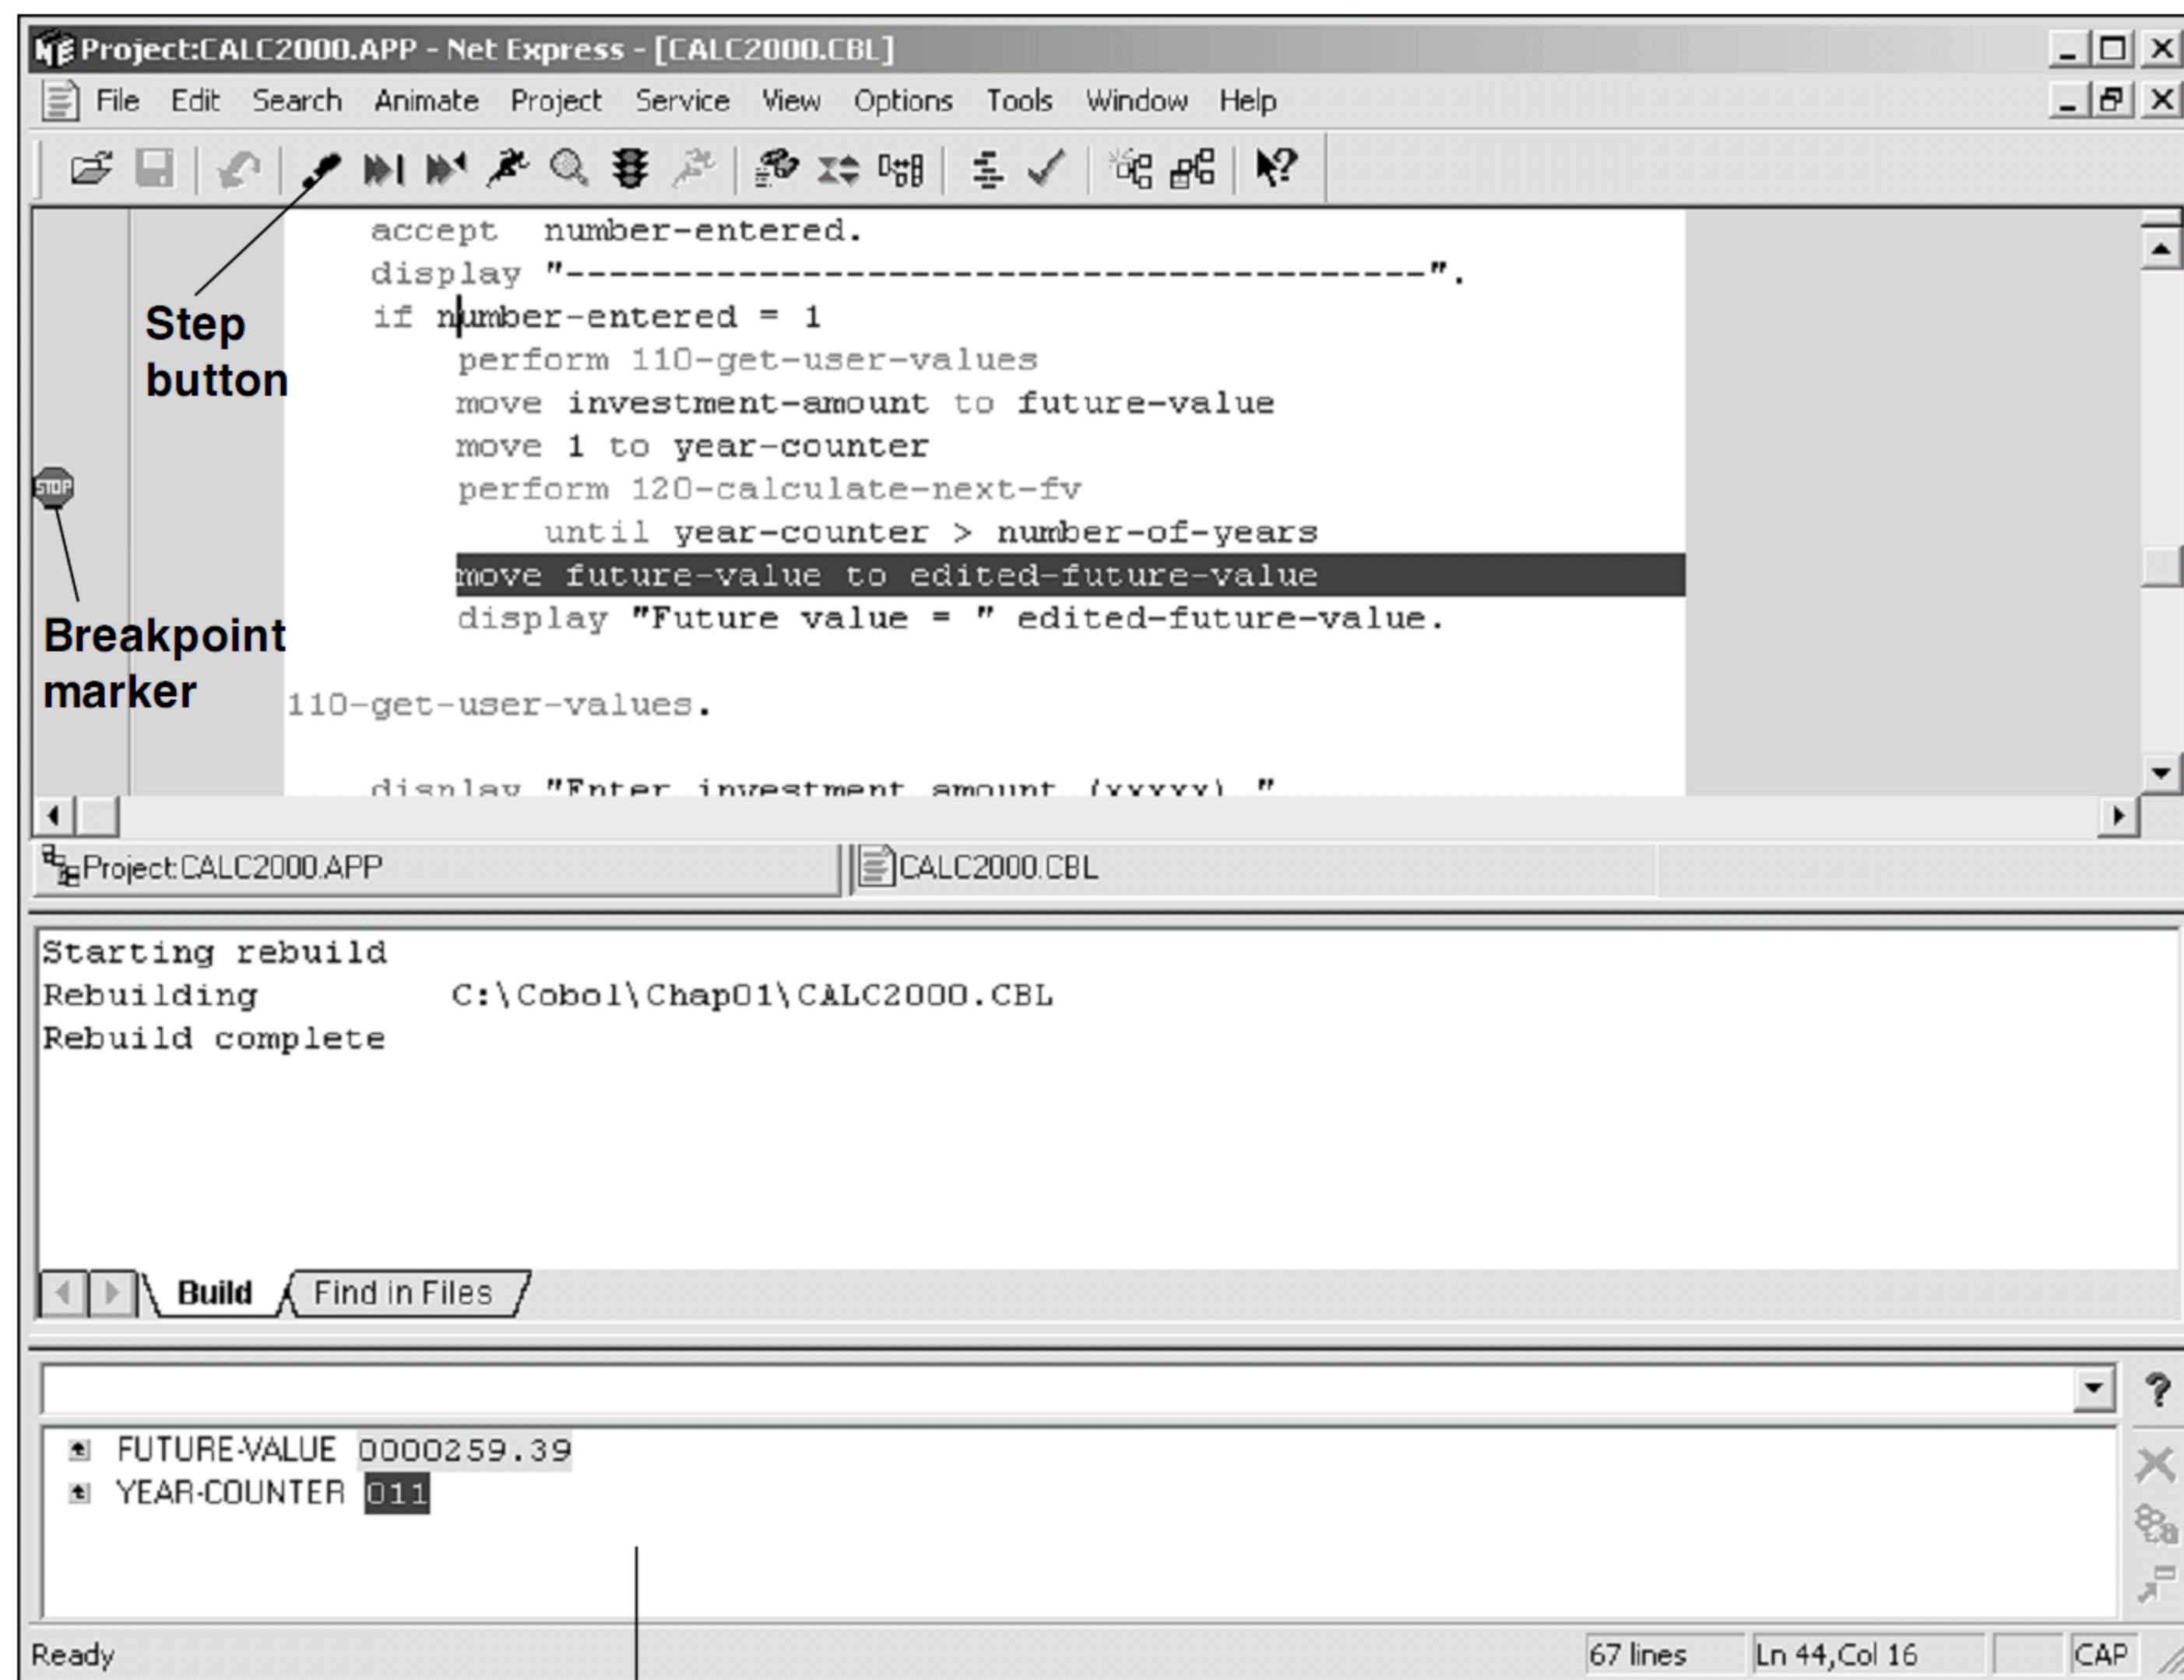 Project:CALC2000.APP - Net Express - [CALC2000.CBL]
File Edit Search Animate Project Service View Options Tools Window Help
accept number-entered.
display "----------------------------------------".
if number-entered = 1
perform 110-get-user-values
move investment-amount to future-value
move 1 to year-counter
perform 120-calculate-next-fv
until year-counter > number-of-years
move future-value to edited-future-value
display "Future value = " edited-future-value.
110-get-user-values.
display "Enter investment amount (xxxxx) "
Step
button
STOP
Breakpoint
marker
Project:CALC2000.APP
CALC2000.CBL
Starting rebuild
Rebuilding C:\Cobol\Chap01\CALC2000.CBL
Rebuild complete
Build
Find in Files
FUTURE-VALUE 0000259.39
YEAR-COUNTER 011
Ready
67 lines
Ln 44,Col 16
CAP